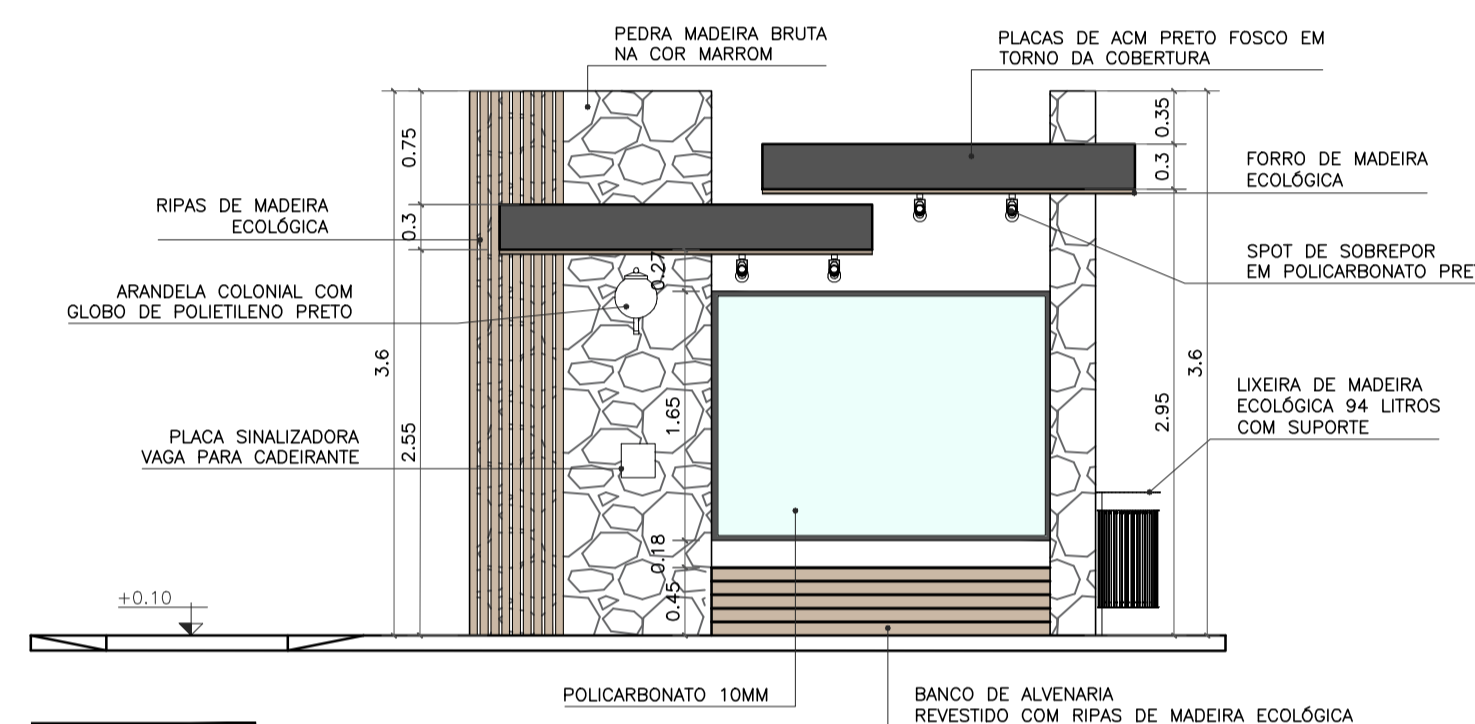 PEDRA MADEIRA BRUTA
NA COR MARROM
PLACAS DE ACM PRETO FOSCO EM
TORNO DA COBERTURA
0.75
0.35
0.3
FORRO DE MADEIRA
ECOLÓGICA
RIPAS DE MADEIRA
ECOLÓGICA
0.3
SPOT DE SOBREPOR
EM POLICARBONATO
0.27
ARANDELA COLONIAL COM
GLOBO DE POLIETILENO PRETO
3.6
3.6
LIXEIRA DE MADEIRA
ECOLÓGICA 94 LITROS
COM SUPORTE
1.65
2.95
2.55
PLACA SINALIZADORA
VAGA PARA CADEIRANTE
0.18
0.45
+0.10
POLICARBONATO 10MM
BANCO DE ALVENARIA
REVESTIDO COM RIPAS DE MADEIRA ECOLÓGICA